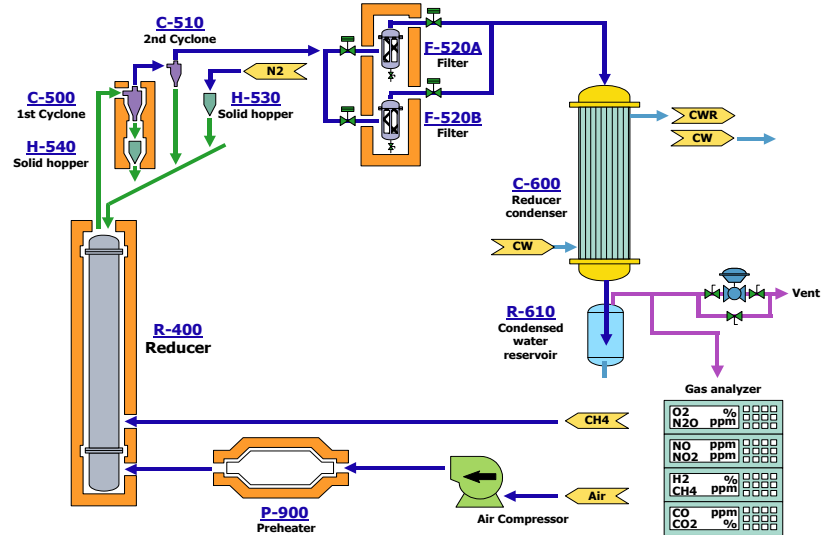 C-510
2nd Cyclone
C-500
1st Cyclone
H-540
Solid hopper
N2
H-530
Solid hopper
F-520A
Filter
F-520B
Filter
CWR
CW
C-600
Reducer
condenser
CW
R-610
Condensed
water
reservoir
Vent
R-400
Reducer
CH4
Air
Air Compressor
P-900
Preheater
Gas analyzer
O2 %
N2O ppm
NO ppm
NO2
H2 %
CH4 ppm
CO ppm
CO2 %